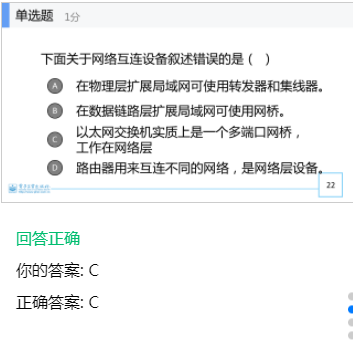 单选题 1分
下面关于网络互连设备叙述错误的是（ ）
A 在物理层扩展局域网可使用转发器和集线器。
B 在数据链路层扩展局域网可使用网桥。
C 以太网交换机实质上是一个多端口网桥，
工作在网络层
D 路由器用来互连不同的网络，是网络层设备。
22
回答正确
你的答案: C
正确答案: C